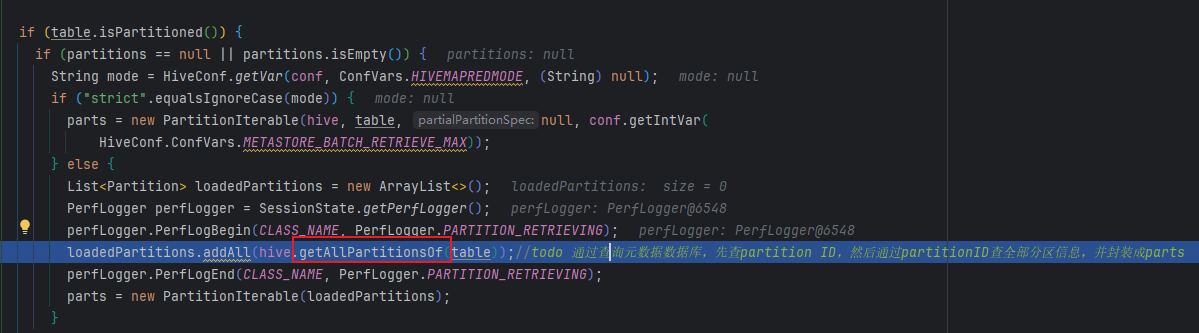 if (table.isPartitioned()) {
if (partitions == null || partitions.isEmpty()) { partitions: null
String mode = HiveConf.getVar(conf, ConfVars.HIVEMAPREDMODE, (String) null); mode: null
if ("strict".equalsIgnoreCase(mode)) { mode: null
parts = new PartitionIterable(hive, table, partialPartitionSpec: null, conf.getIntVar(
HiveConf.ConfVars.METASTORE_BATCH_RETRIEVE_MAX));
} else {
List<Partition> loadedPartitions = new ArrayList<>(); loadedPartitions: size = 0
PerfLogger perfLogger = SessionState.getPerfLogger(); perfLogger: PerfLogger@6548
perfLogger.PerfLogBegin(CLASS_NAME, PerfLogger.PARTITION_RETRIEVING); perfLogger: PerfLogger@6548
loadedPartitions.addAll(hive.getAllPartitionsOf(table));//todo 通过查询元数据数据库，先查partition ID，然后通过partitionID查全部分区信息，并封装成parts
perfLogger.PerfLogEnd(CLASS_NAME, PerfLogger.PARTITION_RETRIEVING);
parts = new PartitionIterable(loadedPartitions);
}